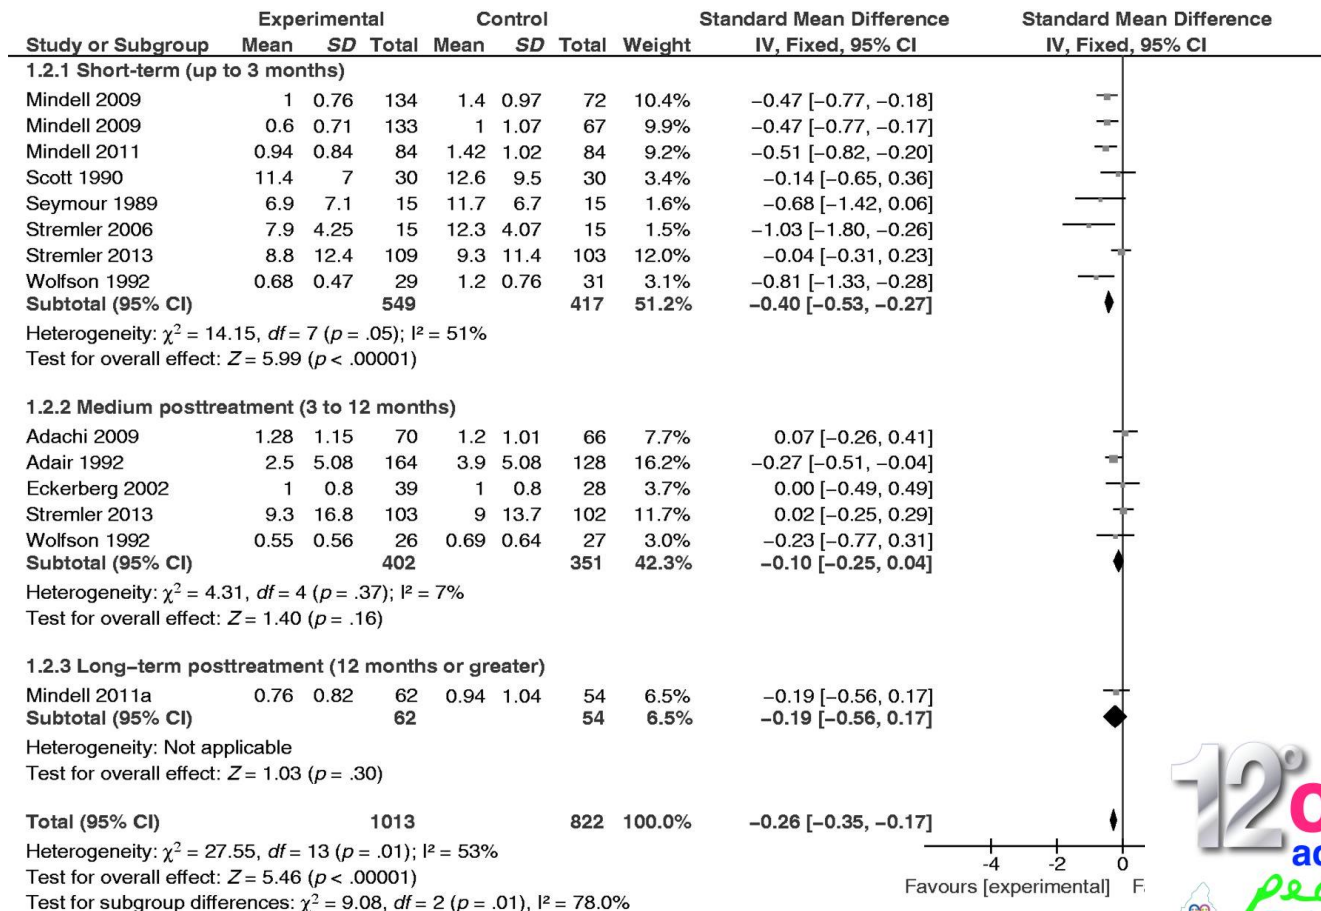 Experimental Control Standard Mean Difference Standard Mean Difference
Study or Subgroup Mean SD Total Mean SD Total Weight IV, Fixed, 95% CI IV, Fixed, 95% CI
1.2.1 Short-term (up to 3 months)
Mindell 2009 1 0.76 134 1.4 0.97 72 10.4% −0.47 [−0.77, −0.18]
Mindell 2009 0.6 0.71 133 1 1.07 67 9.9% −0.47 [−0.77, −0.17]
Mindell 2011 0.94 0.84 84 1.42 1.02 84 9.2% −0.51 [−0.82, −0.20]
Scott 1990 11.4 7 30 12.6 9.5 30 3.4% −0.14 [−0.65, 0.36]
Seymour 1989 6.9 7.1 15 11.7 6.7 15 1.6% −0.68 [−1.42, 0.06]
Stremler 2006 7.9 4.25 15 12.3 4.07 15 1.5% −1.03 [−1.80, −0.26]
Stremler 2013 8.8 12.4 109 9.3 11.4 103 12.0% −0.04 [−0.31, 0.23]
Wolfson 1992 0.68 0.47 29 1.2 0.76 31 3.1% −0.81 [−1.33, −0.28]
Subtotal (95% CI) 549 417 51.2% −0.40 [−0.53, −0.27]
Heterogeneity: χ² = 14.15, df = 7 (p = .05); I² = 51%
Test for overall effect: Z = 5.99 (p < .00001)
1.2.2 Medium posttreatment (3 to 12 months)
Adachi 2009 1.28 1.15 70 1.2 1.01 66 7.7% 0.07 [−0.26, 0.41]
Adair 1992 2.5 5.08 164 3.9 5.08 128 16.2% −0.27 [−0.51, −0.04]
Eckerberg 2002 1 0.8 39 1 0.8 28 3.7% 0.00 [−0.49, 0.49]
Stremler 2013 9.3 16.8 103 9 13.7 102 11.7% 0.02 [−0.25, 0.29]
Wolfson 1992 0.55 0.56 26 0.69 0.64 27 3.0% −0.23 [−0.77, 0.31]
Subtotal (95% CI) 402 351 42.3% −0.10 [−0.25, 0.04]
Heterogeneity: χ² = 4.31, df = 4 (p = .37); I² = 7%
Test for overall effect: Z = 1.40 (p = .16)
1.2.3 Long−term posttreatment (12 months or greater)
Mindell 2011a 0.76 0.82 62 0.94 1.04 54 6.5% −0.19 [−0.56, 0.17]
Subtotal (95% CI) 62 54 6.5% −0.19 [−0.56, 0.17]
Heterogeneity: Not applicable
Test for overall effect: Z = 1.03 (p = .30)
Total (95% CI) 1013 822 100.0% −0.26 [−0.35, −0.17]
Heterogeneity: χ² = 27.55, df = 13 (p = .01); I² = 53%
Test for overall effect: Z = 5.46 (p < .00001)
Test for subgroup differences: χ² = 9.08, df = 2 (p = .01), I² = 78.0%
-4 -2 0
Favours [experimental]
12º